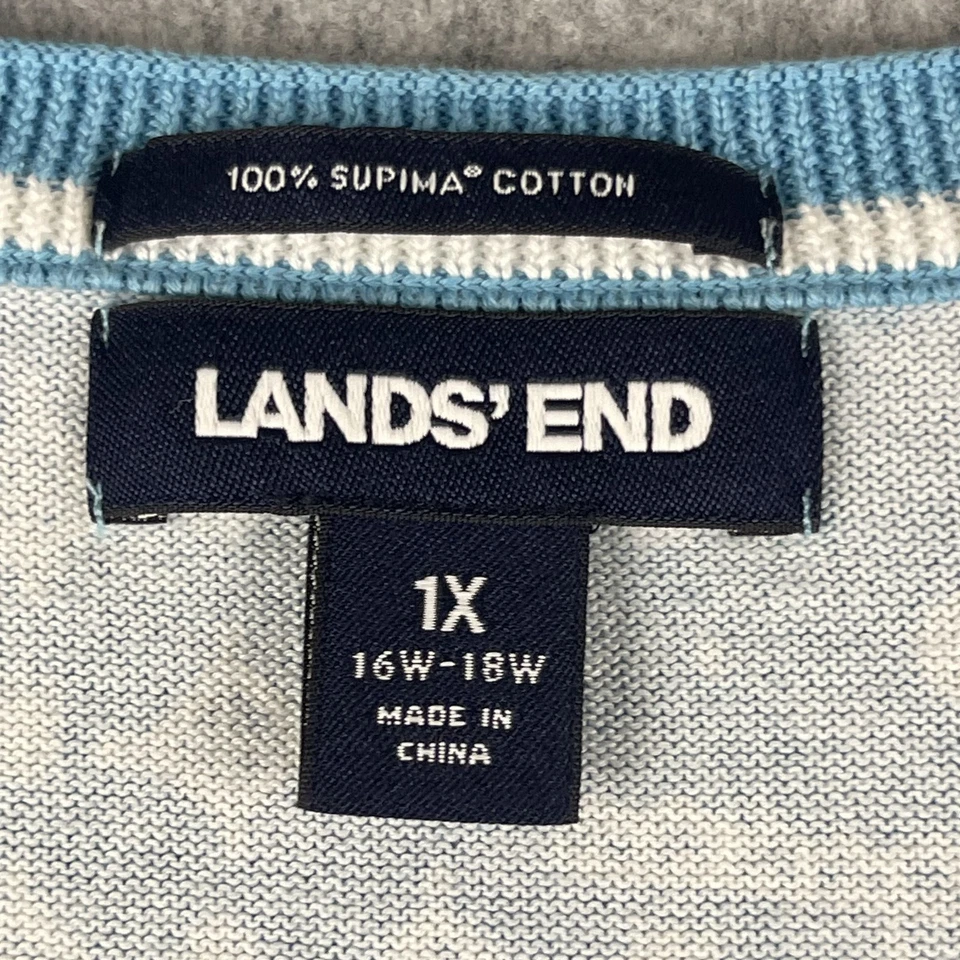 100% SUPIMA® COTTON
LANDS' END
1X
16W-18W
MADE IN
CHINA